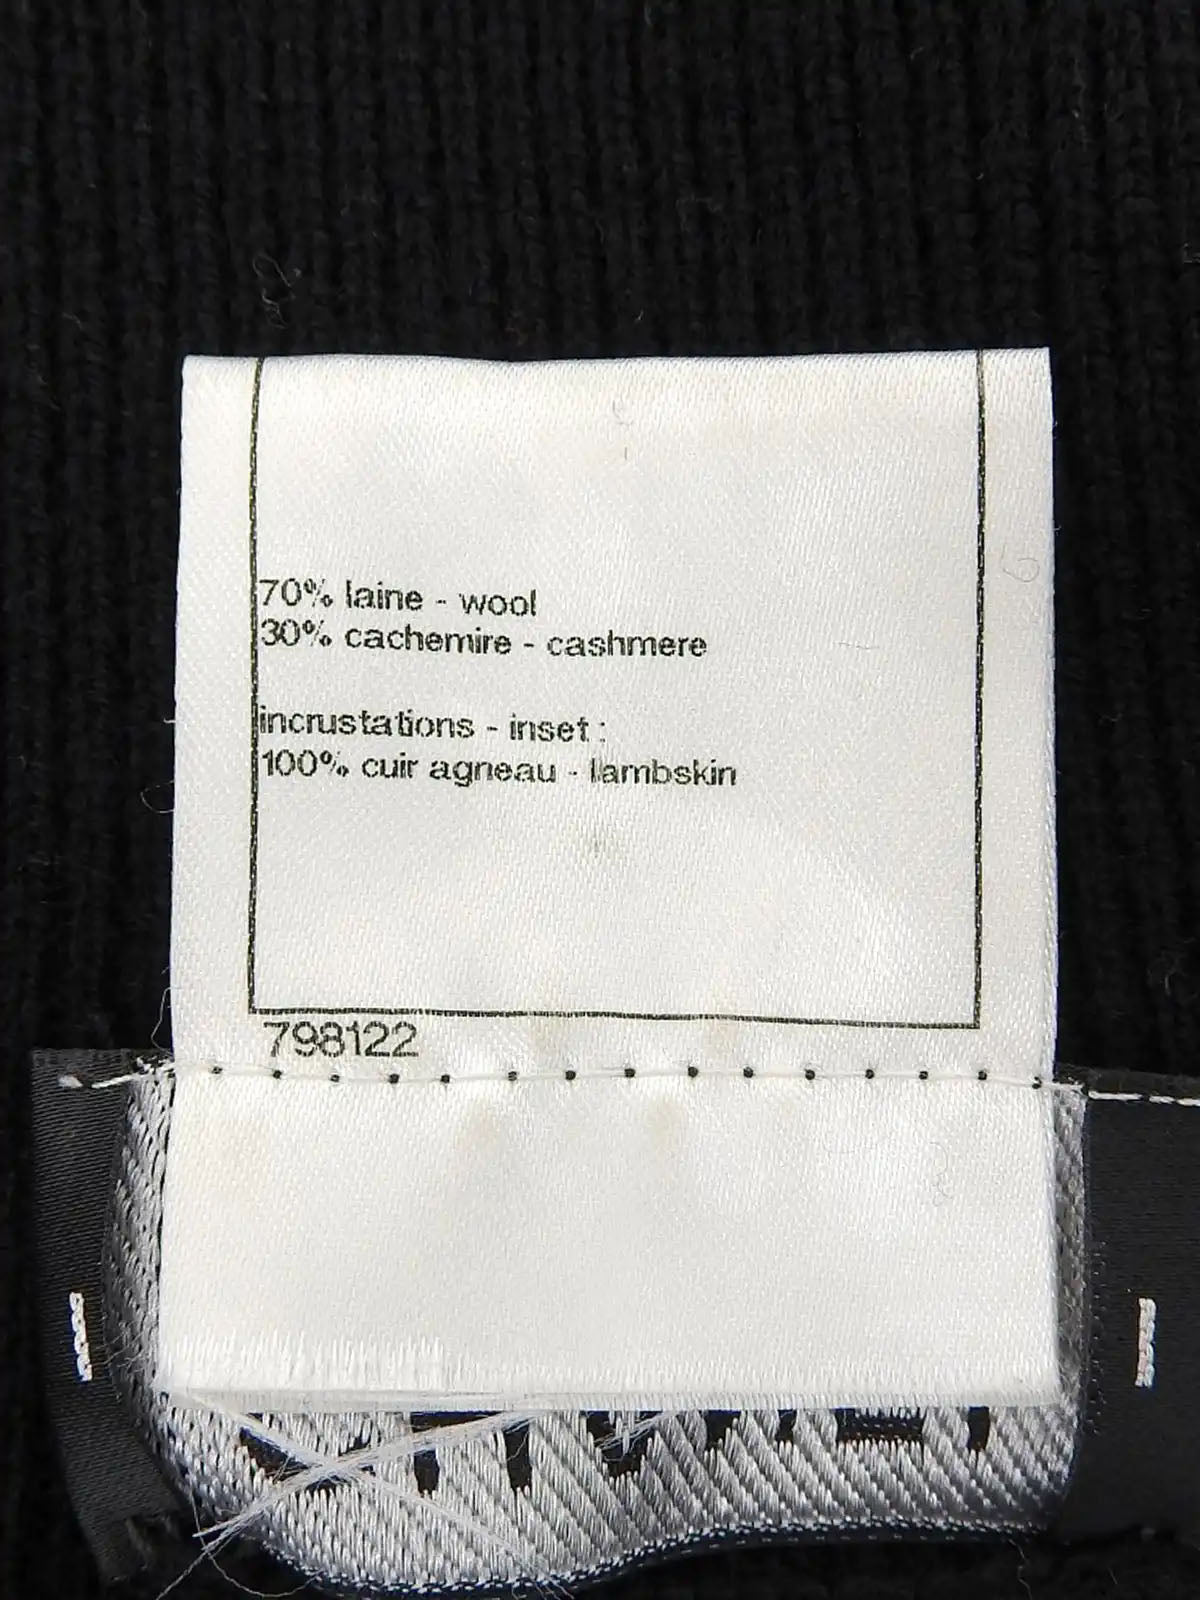 70% laine - wool
30% cachemire - cashmere
incrustations - inset :
100% cuir agneau - lambskin
798122